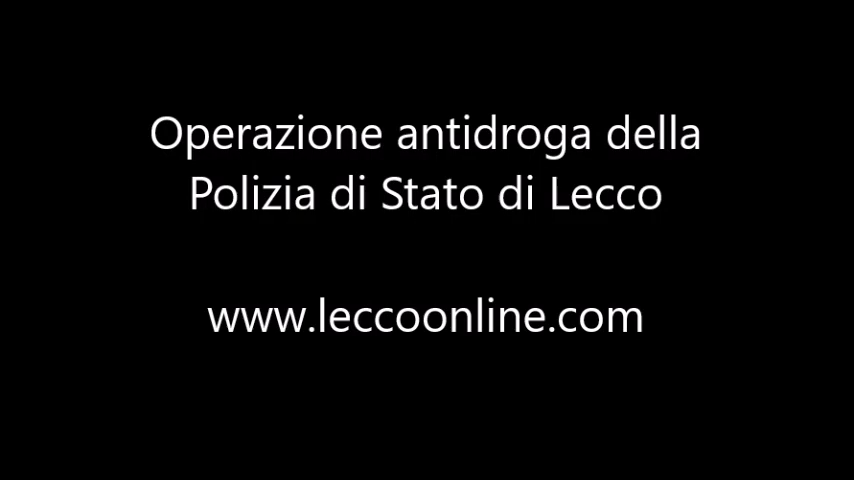 Operazione antidroga della
Polizia di Stato di Lecco
www.leccoonline.com